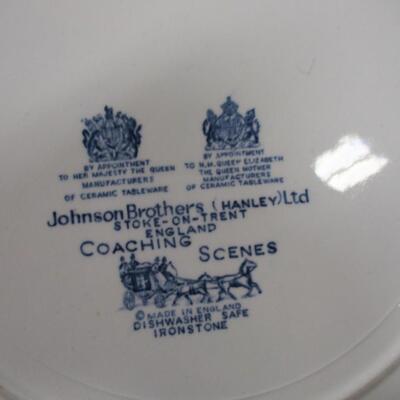 BY APPOINTMENT
TO HER MAJESTY THE QUEEN
MANUFACTURERS
OF CERAMIC TABLEWARE
BY APPOINTMENT
TO H.M. QUEEN ELIZABETH
THE QUEEN MOTHER
MANUFACTURERS
OF CERAMIC TABLEWARE
Johnson Brothers (HANLEY) Ltd
STOKE-ON-TRENT
ENGLAND
COACHING SCENES
© MADE IN ENGLAND
DISHWASHER SAFE
IRONSTONE